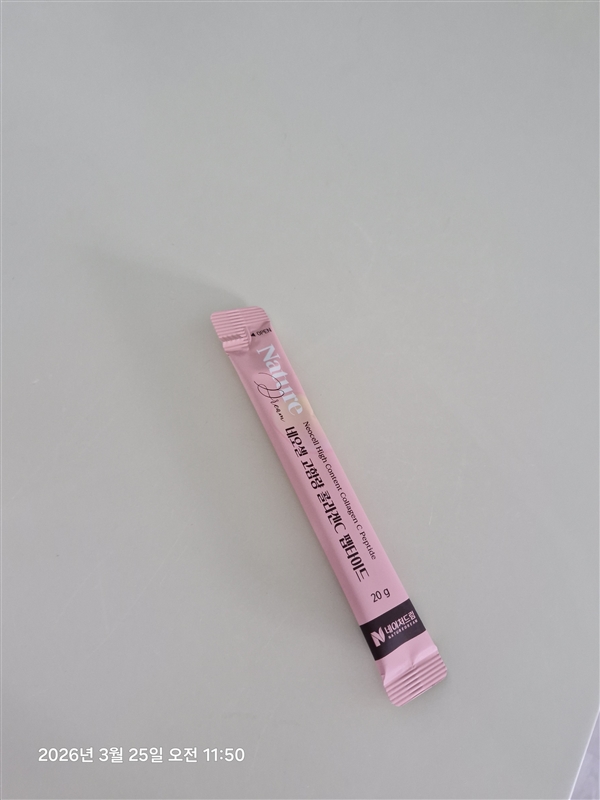 ▲ OPEN
Nature
Dream
Neocell High Content Collagen C Peptide
네오셀 고함량 콜라겐C 펩타이드
20 g
N 네이처드림
NATUREDREAM
2026년 3월 25일 오전 11:50